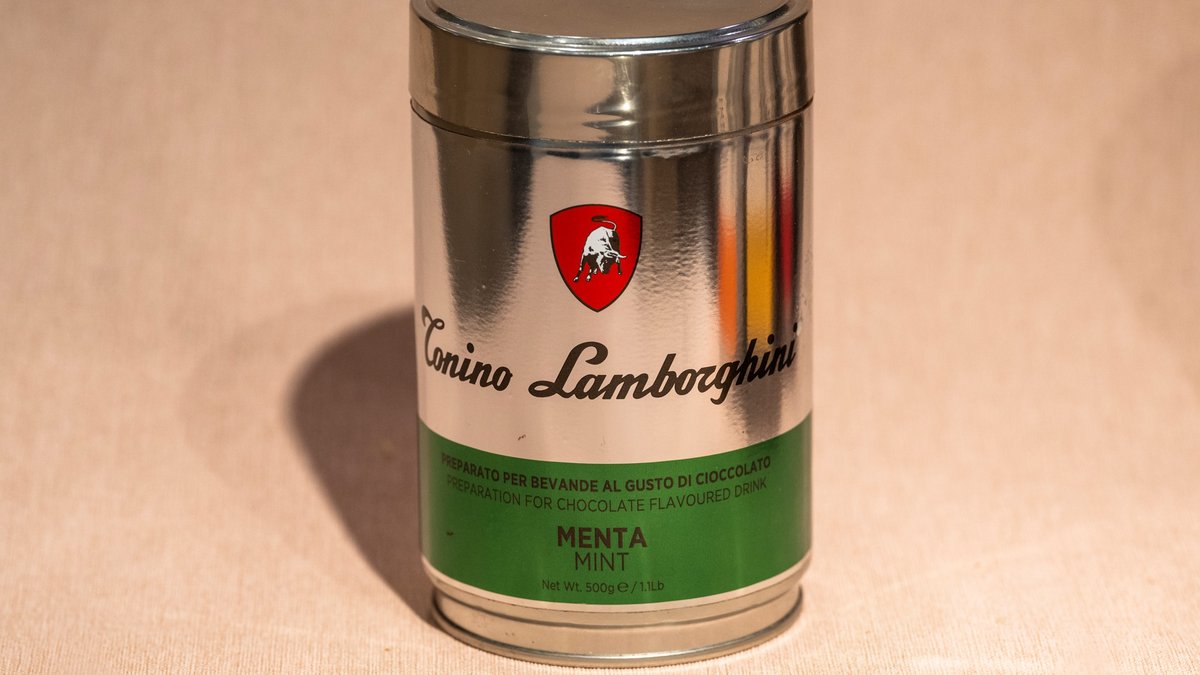 Tonino Lamborghini
PREPARATO PER BEVANDE AL GUSTO DI CIOCCOLATO
PREPARATION FOR CHOCOLATE FLAVOURED DRINK
MENTA
MINT
Net Wt. 500g ℮ / 1.1Lb